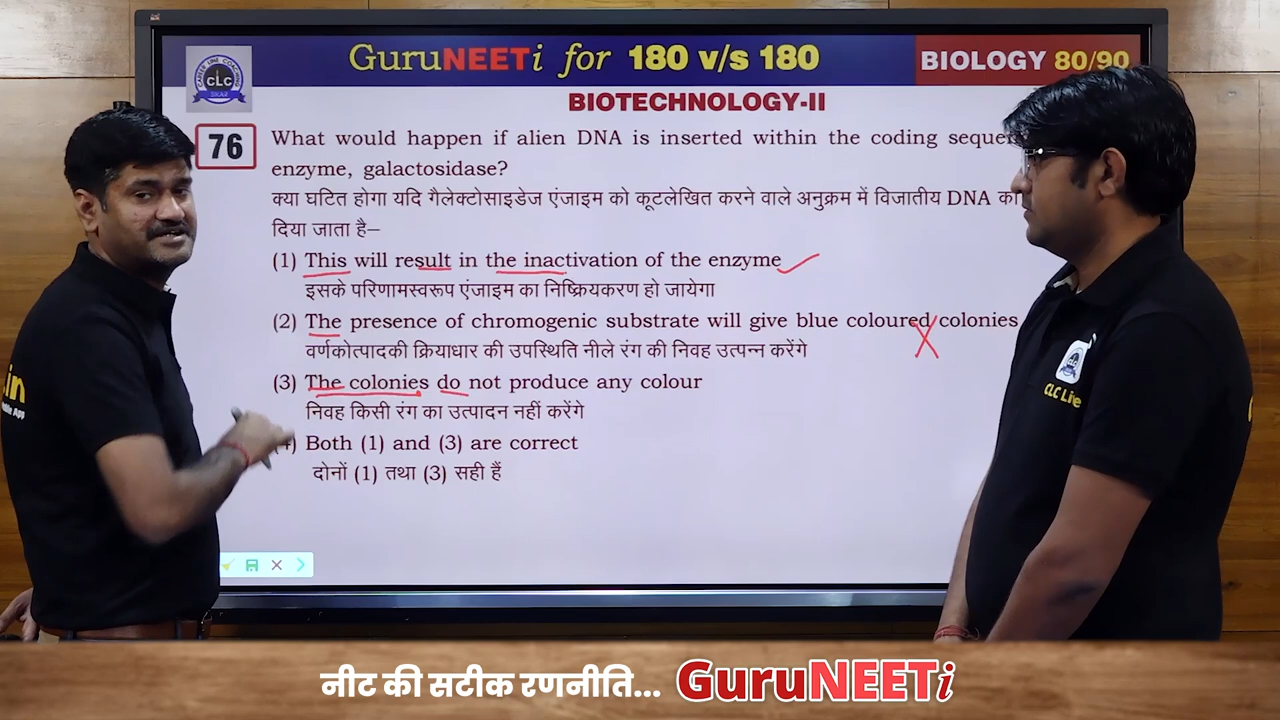 GuruNEETi for 180 v/s 180
BIOLOGY 80/90
CLC
BIOTECHNOLOGY-II
76
What would happen if alien DNA is inserted within the coding
enzyme, galactosidase?
क्या घटित होगा यदि गैलेक्टोसाइडेज एंजाइम को कूटलेखित करने वाले अनुक्रम में विजातीय DNA को
दिया जाता है–
(1) This will result in the inactivation of the enzyme
इसके परिणामस्वरूप एंजाइम का निष्क्रियकरण हो जायेगा
(2) The presence of chromogenic substrate will give blue coloured colonies
वर्णकोत्पादकी क्रियाधार की उपस्थिति नीले रंग की निवह उत्पन्न करेंगे
(3) The colonies do not produce any colour
निवह किसी रंग का उत्पादन नहीं करेंगे
(4) Both (1) and (3) are correct
दोनों (1) तथा (3) सही हैं
CLC
नीट की सटीक रणनीति... GuruNEETi